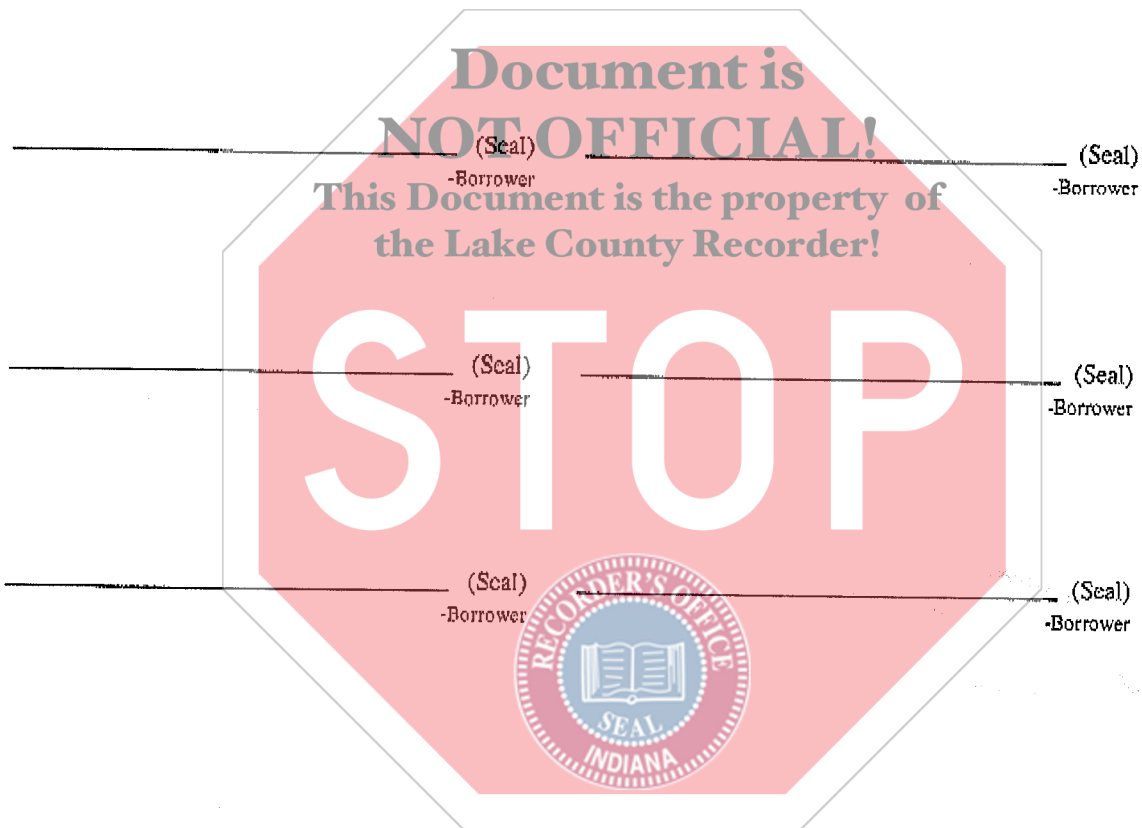 Document is
NOT OFFICIAL!
(Seal) (Seal)
-Borrower -Borrower
This Document is the property of
the Lake County Recorder!
STOP
(Seal) (Seal)
-Borrower -Borrower
(Seal) (Seal)
-Borrower -Borrower
RECORDER'S OFFICE
SEAL
INDIANA